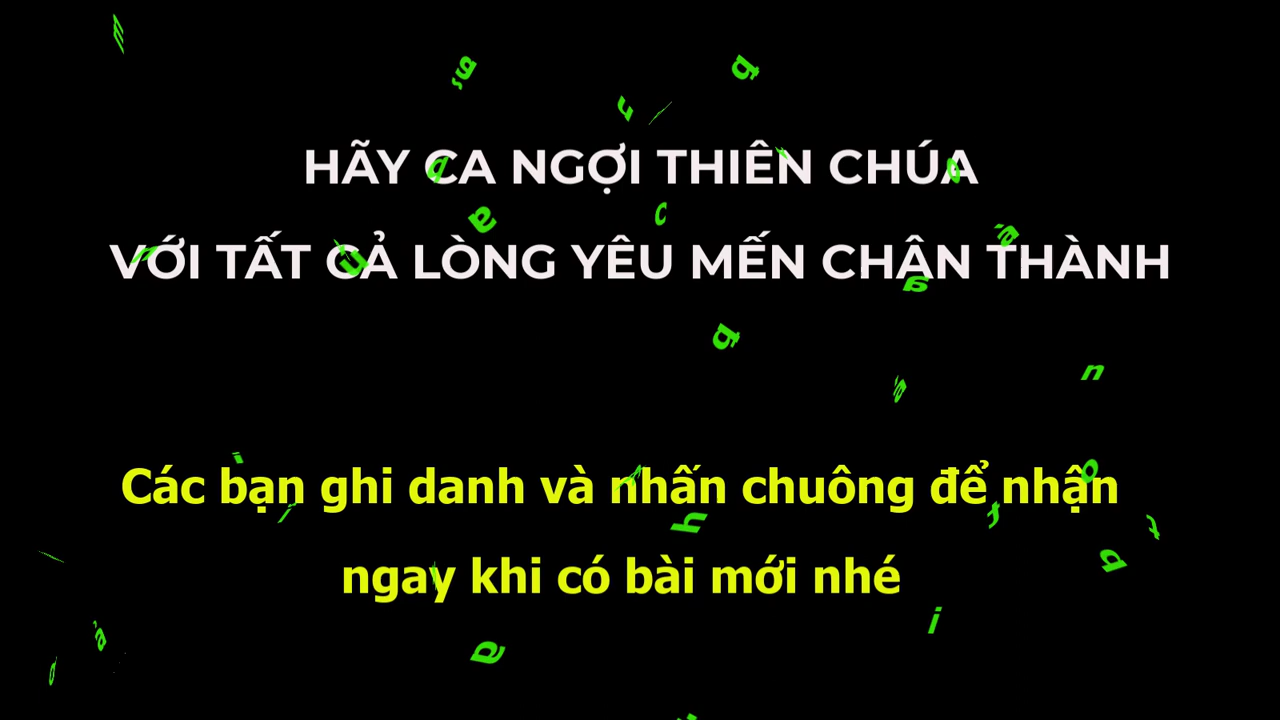 HÃY CA NGỢI THIÊN CHÚA
VỚI TẤT CẢ LÒNG YÊU MẾN CHÂN THÀNH
Các bạn ghi danh và nhấn chuông để nhận
ngay khi có bài mới nhé